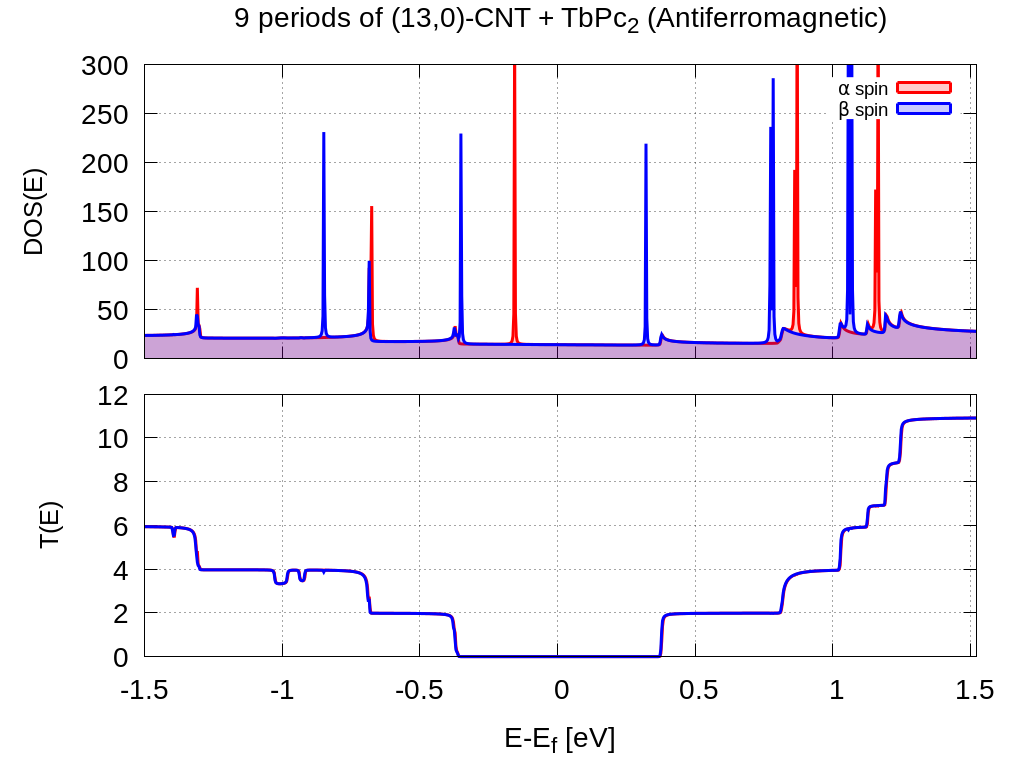 9 periods of (13,0)-CNT + TbPc2 (Antiferromagnetic)
300
250
200
150
100
50
0
DOS(E)
α spin
β spin
12
10
8
6
4
2
0
T(E)
-1.5 -1 -0.5 0 0.5 1 1.5
E-Ef [eV]